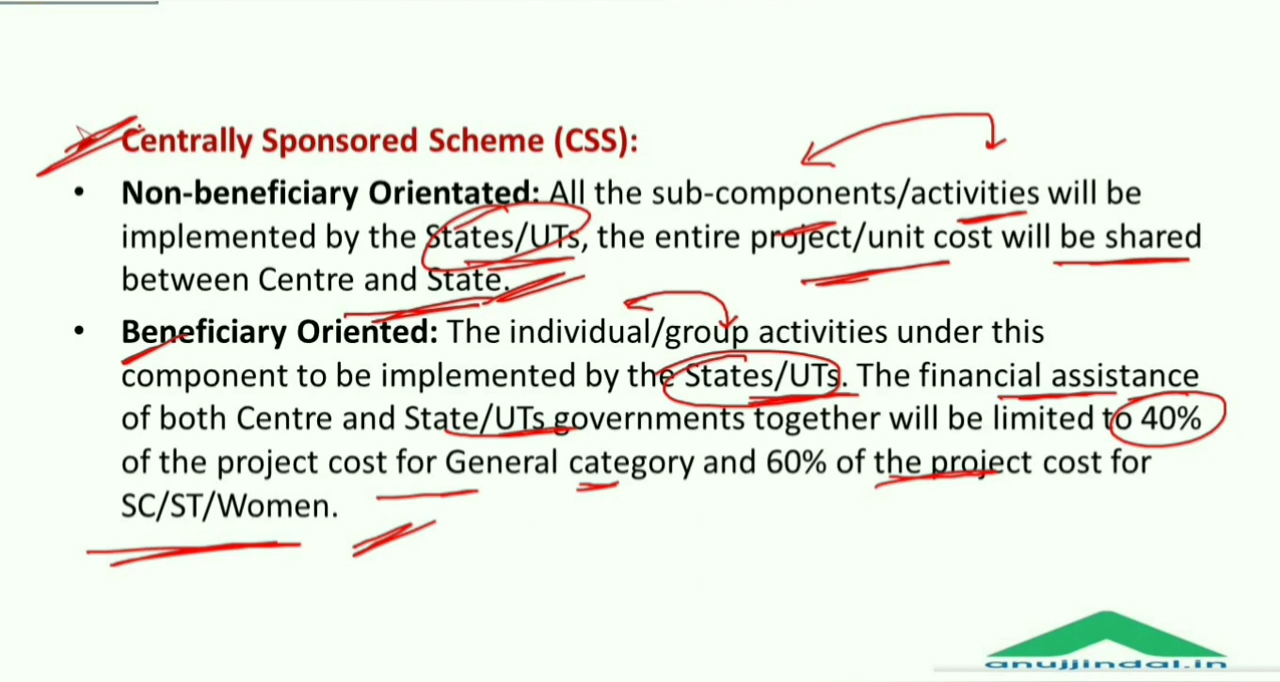 Centrally Sponsored Scheme (CSS):
• Non-beneficiary Orientated: All the sub-components/activities will be
implemented by the States/UTs, the entire project/unit cost will be shared
between Centre and State.
• Beneficiary Oriented: The individual/group activities under this
component to be implemented by the States/UTs. The financial assistance
of both Centre and State/UTs governments together will be limited to 40%
of the project cost for General category and 60% of the project cost for
SC/ST/Women.
anujjindal.in